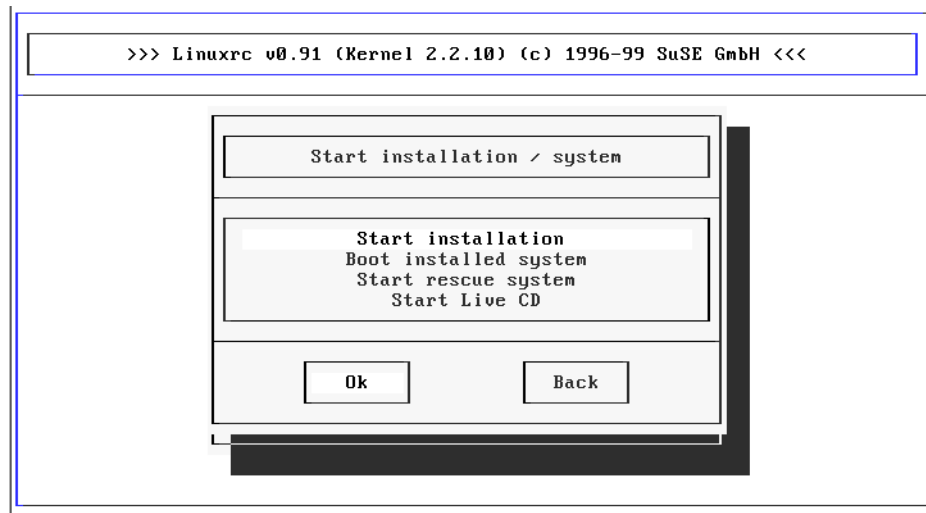 >>> Linuxrc v0.91 (Kernel 2.2.10) (c) 1996-99 SuSE GmbH <<<
Start installation / system
Start installation
Boot installed system
Start rescue system
Start Live CD
Ok Back